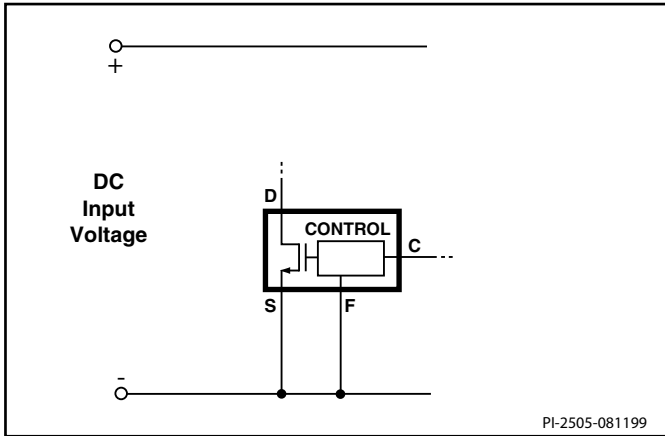 +
DC
Input
Voltage
D
CONTROL
C
S
F
-
PI-2505-081199